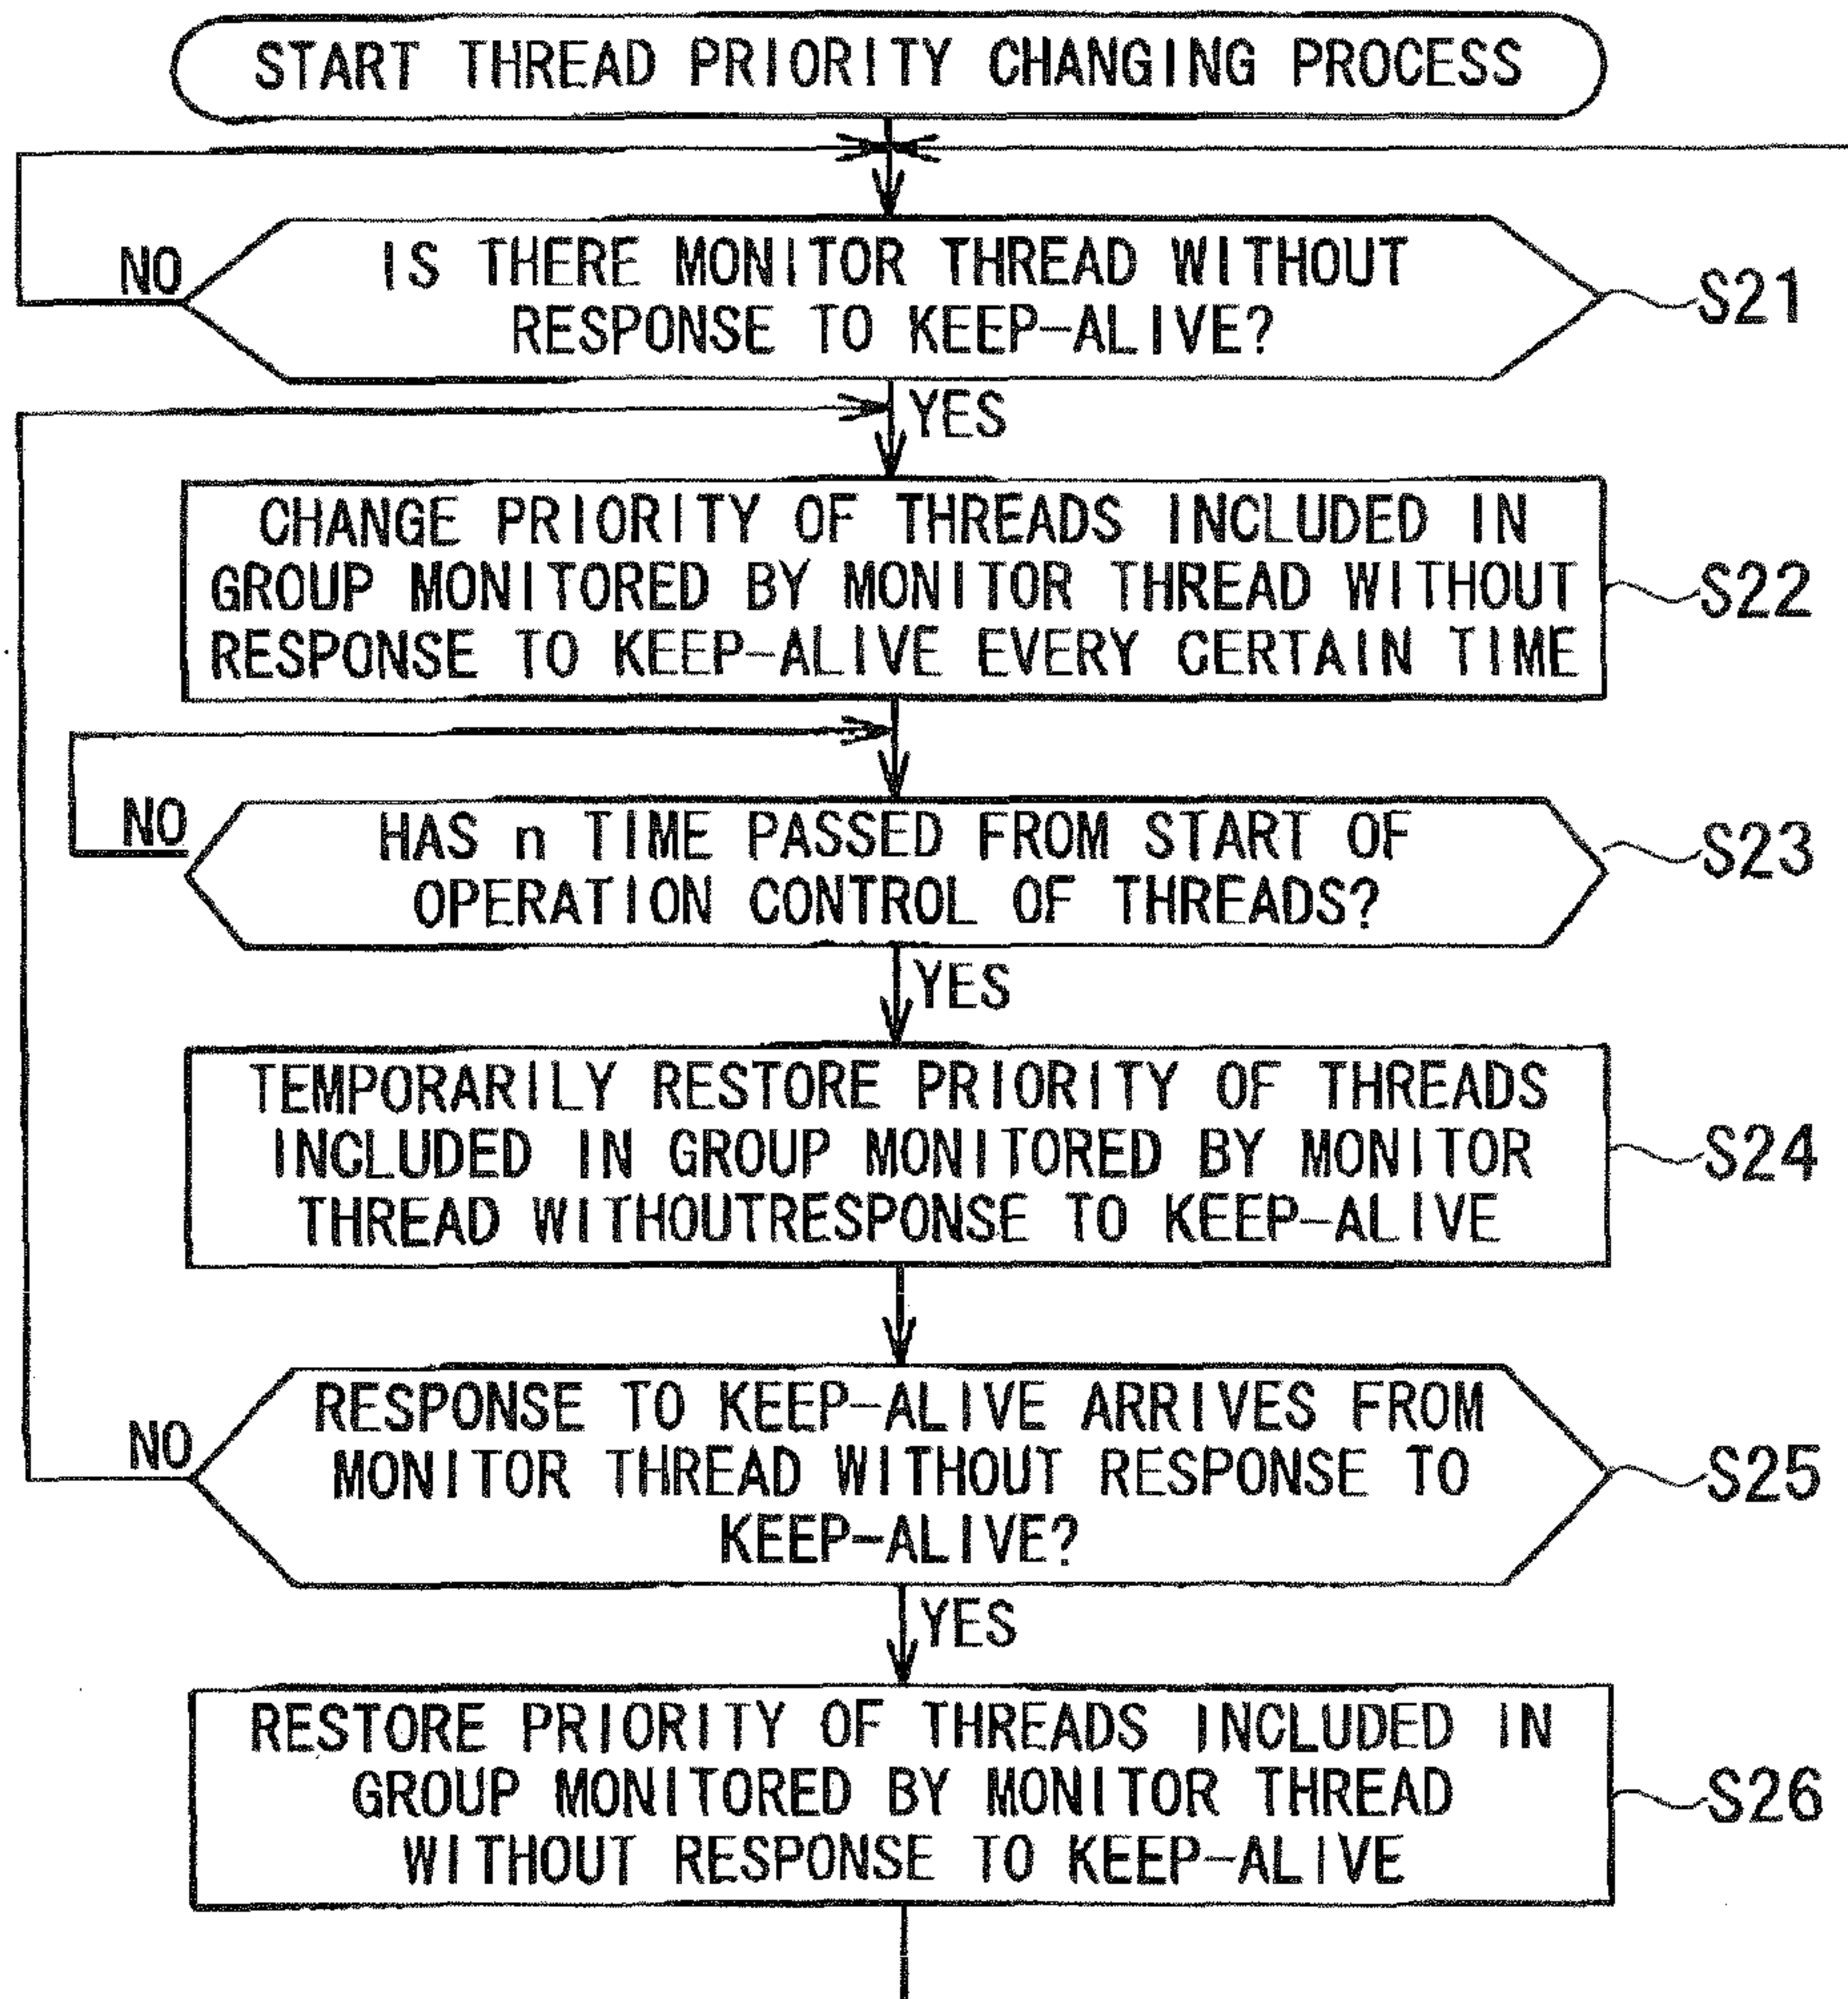 START THREAD PRIORITY CHANGING PROCESS
NO
IS THERE MONITOR THREAD WITHOUT
RESPONSE TO KEEP-ALIVE?
S21
YES
CHANGE PRIORITY OF THREADS INCLUDED IN
GROUP MONITORED BY MONITOR THREAD WITHOUT
RESPONSE TO KEEP-ALIVE EVERY CERTAIN TIME
S22
NO
HAS n TIME PASSED FROM START OF
OPERATION CONTROL OF THREADS?
S23
YES
TEMPORARILY RESTORE PRIORITY OF THREADS
INCLUDED IN GROUP MONITORED BY MONITOR
THREAD WITHOUTRESPONSE TO KEEP-ALIVE
S24
NO
RESPONSE TO KEEP-ALIVE ARRIVES FROM
MONITOR THREAD WITHOUT RESPONSE TO
KEEP-ALIVE?
S25
YES
RESTORE PRIORITY OF THREADS INCLUDED IN
GROUP MONITORED BY MONITOR THREAD
WITHOUT RESPONSE TO KEEP-ALIVE
S26